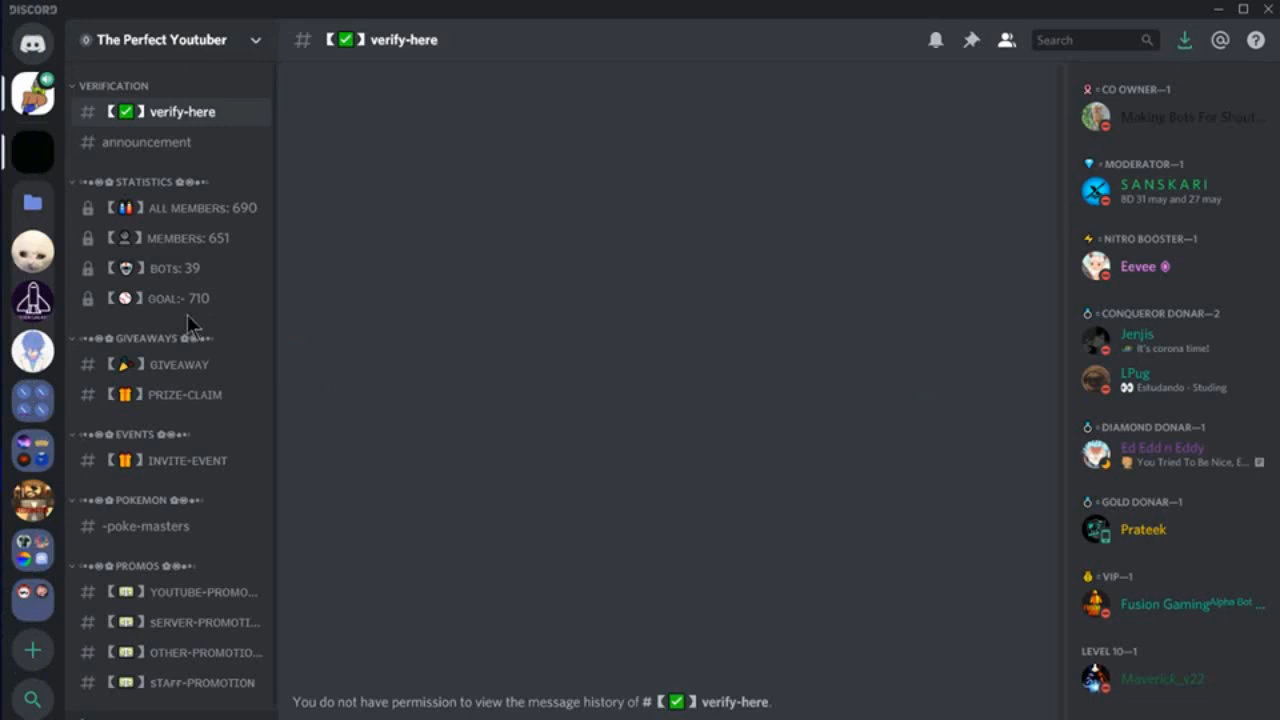 DISCORD
The Perfect Youtuber
# 【✅】verify-here
Search
VERIFICATION
# 【✅】verify-here
# announcement
STATISTICS
【】ALL MEMBERs: 690
【】MEMBERs: 651
【】BOTs: 39
【】GOAL:- 710
GIVEAWAYS
# 【】GIVEAWAY
# 【】PRIZE-CLAIM
EVENTS
# 【】INVITE-EVENT
POKEMON
# -poke-masters
PROMOS
# 【】YOUTUBE-PROMO...
# 【】sERVER-PROMOTI...
# 【】OTHER-PROMOTIO...
# 【】sTAFF-PROMOTION
You do not have permission to view the message history of # 【✅】verify-here.
CO OWNER—1
Making Bots For Shout...
MODERATOR—1
S A N S K A R I
BD 31 may and 27 may
NITRO BOOSTER—1
Eevee
CONQUEROR DONAR—2
Jenjis
It's corona time!
LPug
Estudando - Studing
DIAMOND DONAR—1
Ed Edd n Eddy
You Tried To Be Nice, E...
GOLD DONAR—1
Prateek
VIP—1
Fusion Gaming Alpha Bot ...
LEVEL 10—1
Maverick_v22